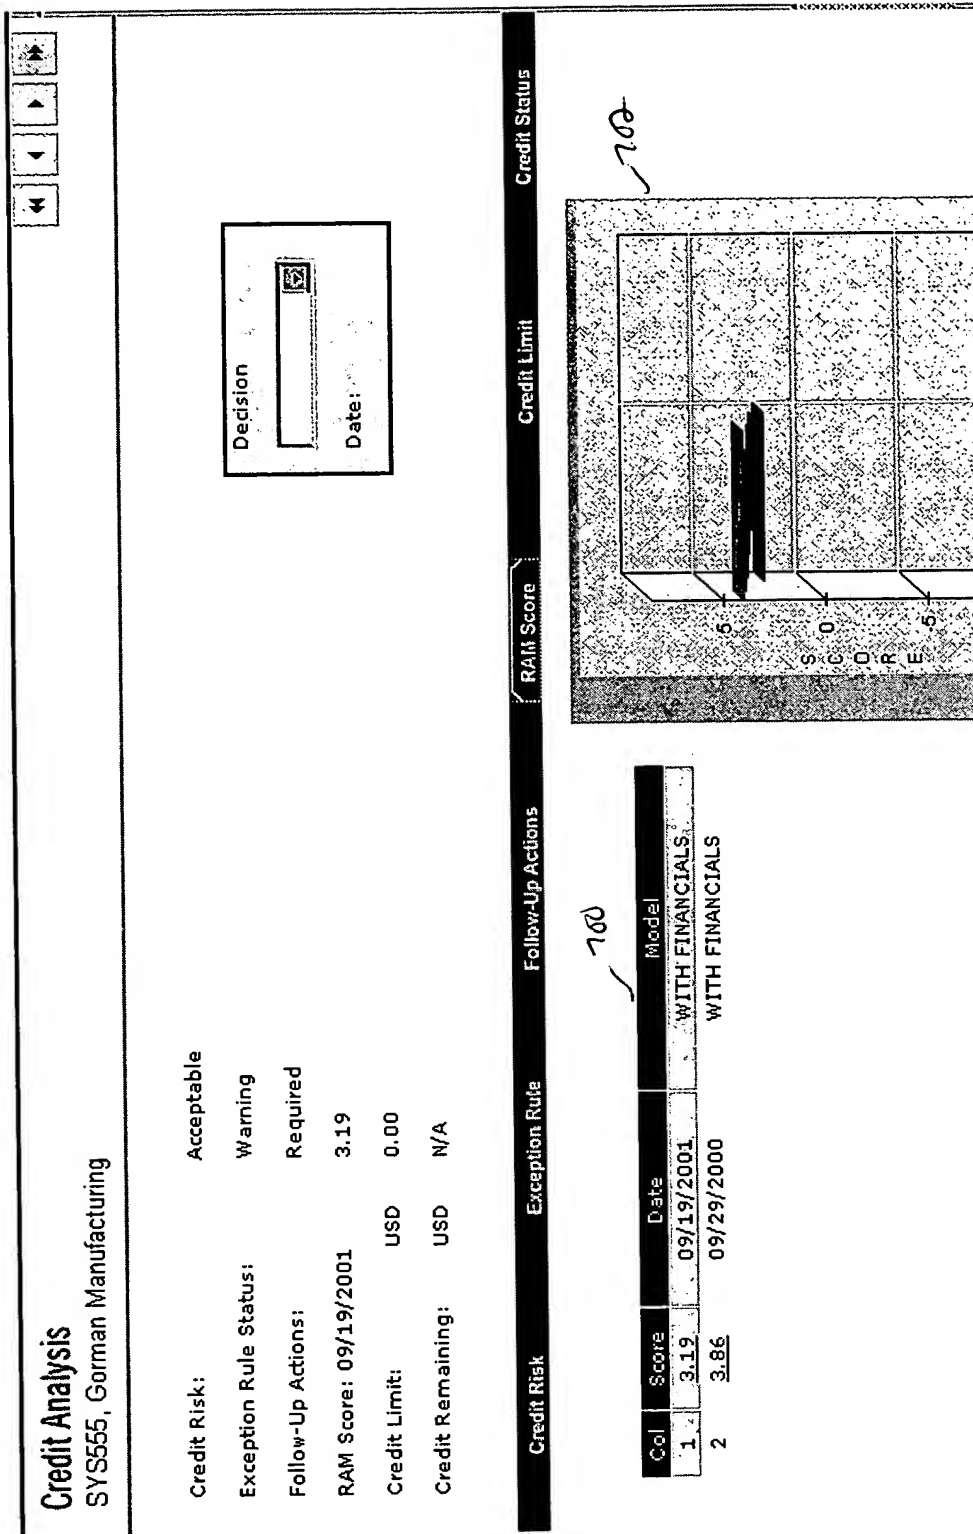 Credit Analysis
SYS555, Gorman Manufacturing
Credit Risk: Acceptable
Exception Rule Status: Warning
Follow-Up Actions: Required
RAM Score: 09/19/2001 3.19
Credit Limit: USD 0.00
Credit Remaining: USD N/A
Decision
Date:
Credit Risk Exception Rule Follow-Up Actions RAM Score Credit Limit Credit Status
700
702
Col Score Date Model
1 3.19 09/19/2001 WITH FINANCIALS
2 3.86 09/29/2000 WITH FINANCIALS
SCORE
5
0
-5